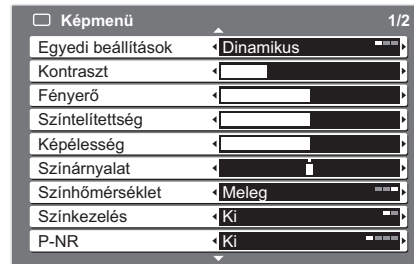 Képmenü 1/2
Egyedi beállítások Dinamikus
Kontraszt
Fényerő
Színtelítettség
Képélesség
Színárnyalat
Színhőmérséklet Meleg
Színkezelés Ki
P-NR Ki